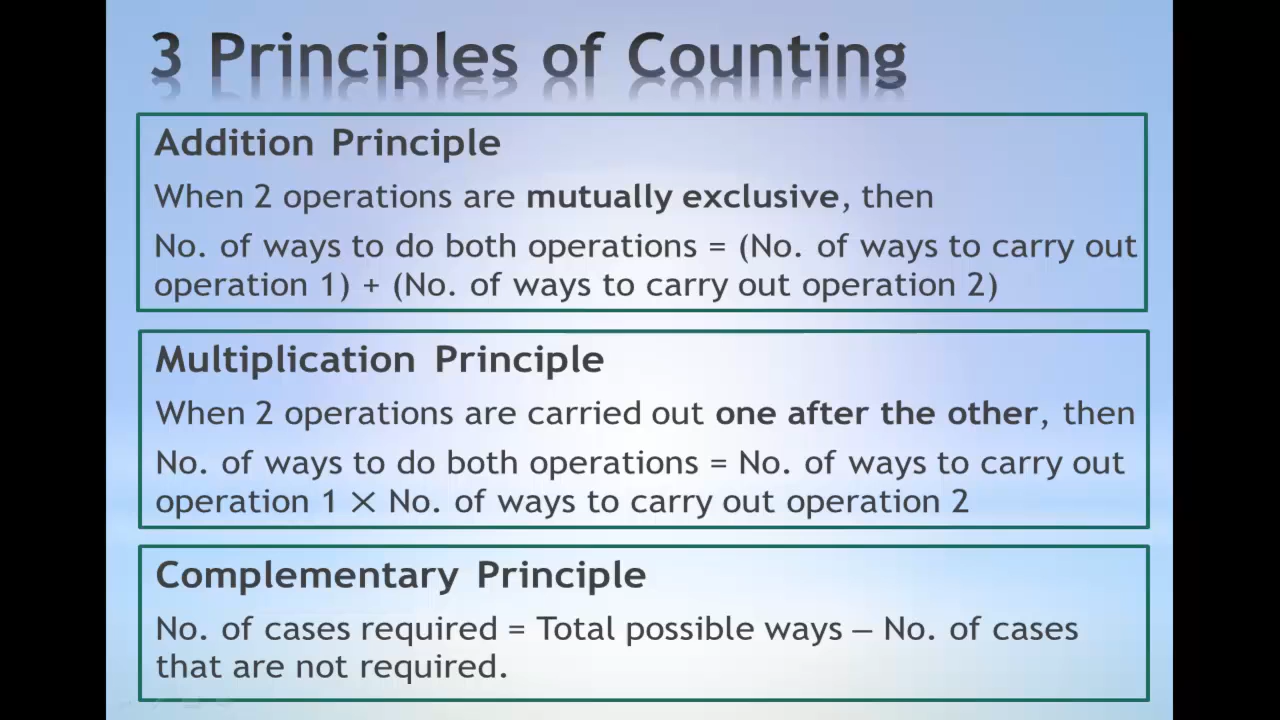 3 Principles of Counting
Addition Principle
When 2 operations are mutually exclusive, then
No. of ways to do both operations = (No. of ways to carry out
operation 1) + (No. of ways to carry out operation 2)
Multiplication Principle
When 2 operations are carried out one after the other, then
No. of ways to do both operations = No. of ways to carry out
operation 1 × No. of ways to carry out operation 2
Complementary Principle
No. of cases required = Total possible ways – No. of cases
that are not required.